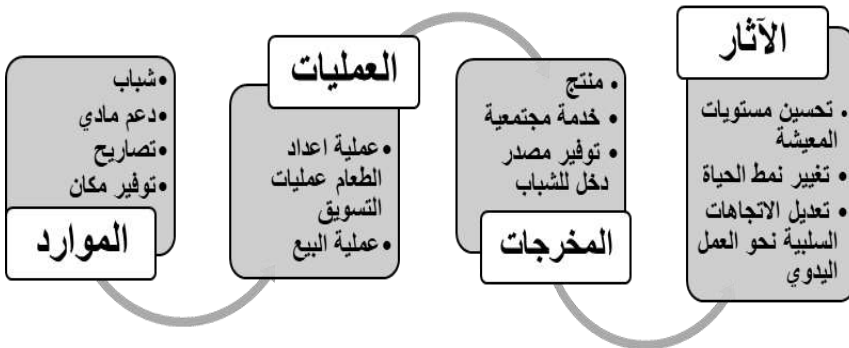 •شباب
•دعم مادي
•تصاريح
•توفير مكان
الموارد
العمليات
•عملية اعداد
الطعام عمليات
التسويق
•عملية البيع
• منتج
• خدمة مجتمعية
• توفير مصدر
دخل للشباب
المخرجات
الآثار
• تحسين مستويات
المعيشة
• تغيير نمط الحياة
• تعديل الاتجاهات
السلبية نحو العمل
اليدوي